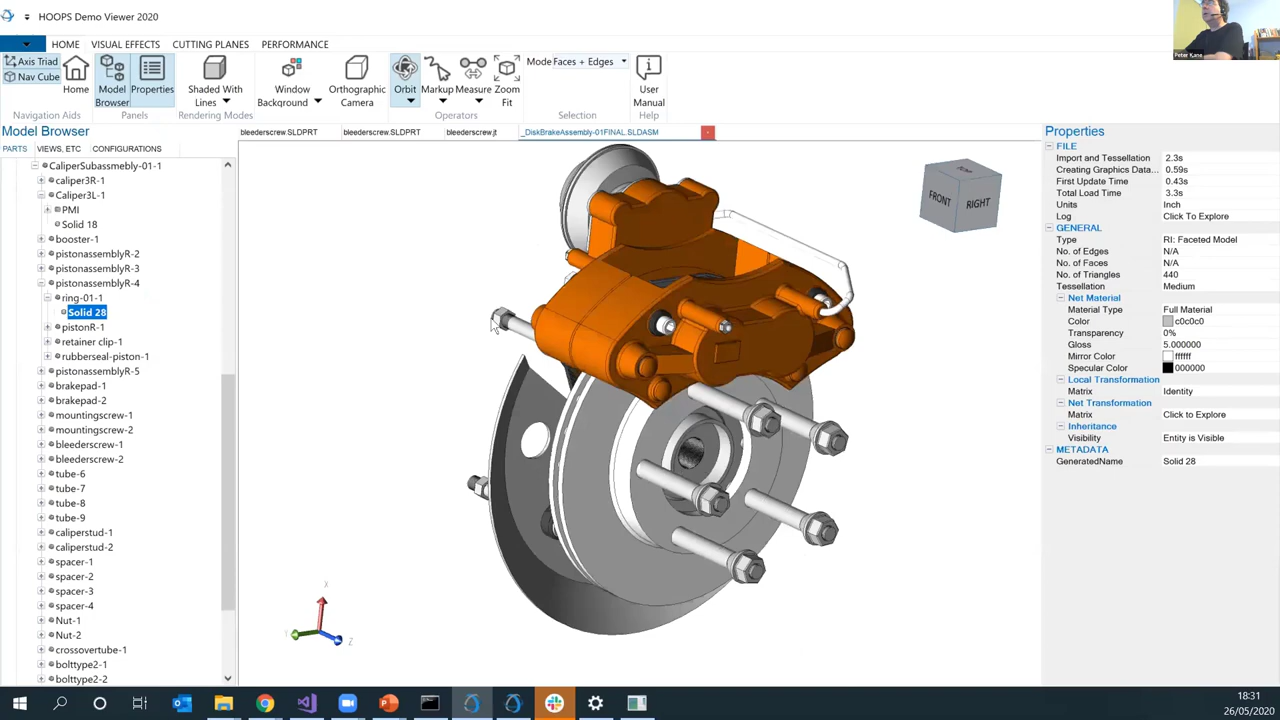 HOOPS Demo Viewer 2020
Peter Kane
HOME VISUAL EFFECTS CUTTING PLANES PERFORMANCE
Axis Triad
Nav Cube
Home
Model Browser
Properties
Shaded With Lines
Window Background
Orthographic Camera
Orbit
Markup
Measure
Zoom Fit
Mode Faces + Edges
User Manual
Navigation Aids
Panels
Rendering Modes
Operators
Selection
Help
Model Browser
PARTS VIEWS, ETC CONFIGURATIONS
bleederscrew.SLDPRT bleederscrew.SLDPRT bleederscrew.jt _DiskBrakeAssembly-01FINAL.SLDASM
CaliperSubassmebly-01-1
caliper3R-1
Caliper3L-1
PMI
Solid 18
booster-1
pistonassemblyR-2
pistonassemblyR-3
pistonassemblyR-4
ring-01-1
Solid 28
pistonR-1
retainer clip-1
rubberseal-piston-1
pistonassemblyR-5
brakepad-1
brakepad-2
mountingscrew-1
mountingscrew-2
bleederscrew-1
bleederscrew-2
tube-6
tube-7
tube-8
tube-9
caliperstud-1
caliperstud-2
spacer-1
spacer-2
spacer-3
spacer-4
Nut-1
Nut-2
crossovertube-1
bolttype2-1
bolttype2-2
TOP
FRONT
RIGHT
X
Y
Z
Properties
FILE
Import and Tessellation 2.3s
Creating Graphics Data... 0.59s
First Update Time 0.43s
Total Load Time 3.3s
Units Inch
Log Click To Explore
GENERAL
Type RI: Faceted Model
No. of Edges N/A
No. of Faces N/A
No. of Triangles 440
Tessellation Medium
Net Material
Material Type Full Material
Color c0c0c0
Transparency 0%
Gloss 5.000000
Mirror Color ffffff
Specular Color 000000
Local Transformation
Matrix Identity
Net Transformation
Matrix Click to Explore
Inheritance
Visibility Entity is Visible
METADATA
GeneratedName Solid 28
18:31
26/05/2020